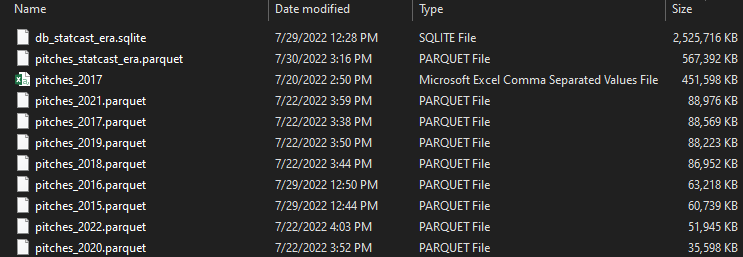 Name Date modified Type Size
db_statcast_era.sqlite 7/29/2022 12:28 PM SQLITE File 2,525,716 KB
pitches_statcast_era.parquet 7/30/2022 3:16 PM PARQUET File 567,392 KB
pitches_2017 7/20/2022 2:50 PM Microsoft Excel Comma Separated Values File 451,598 KB
pitches_2021.parquet 7/22/2022 3:59 PM PARQUET File 88,976 KB
pitches_2017.parquet 7/22/2022 3:38 PM PARQUET File 88,569 KB
pitches_2019.parquet 7/22/2022 3:50 PM PARQUET File 88,223 KB
pitches_2018.parquet 7/22/2022 3:44 PM PARQUET File 86,952 KB
pitches_2016.parquet 7/29/2022 12:50 PM PARQUET File 63,218 KB
pitches_2015.parquet 7/29/2022 12:44 PM PARQUET File 60,739 KB
pitches_2022.parquet 7/22/2022 4:03 PM PARQUET File 51,945 KB
pitches_2020.parquet 7/22/2022 3:52 PM PARQUET File 35,598 KB